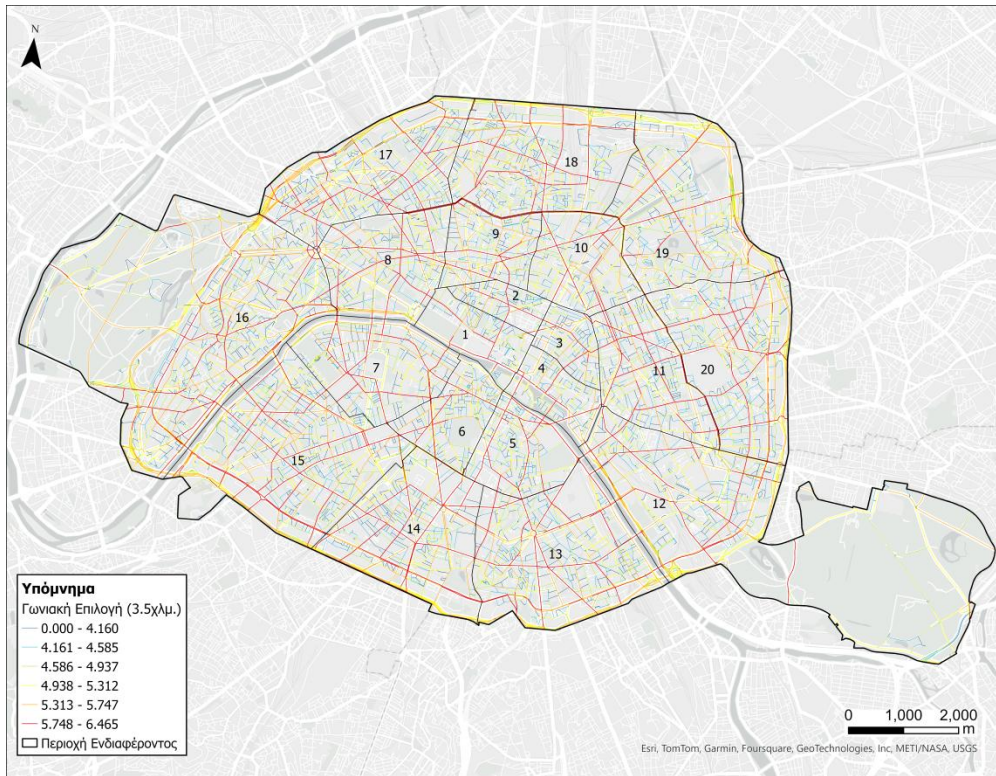 N
17
18
9
10
19
8
2
16
1
3
7
4
11
20
6
5
15
12
14
13
Υπόμνημα
Γωνιακή Επιλογή (3.5χλμ.)
0.000 - 4.160
4.161 - 4.585
4.586 - 4.937
4.938 - 5.312
5.313 - 5.747
5.748 - 6.465
Περιοχή Ενδιαφέροντος
0 1,000 2,000
m
Esri, TomTom, Garmin, Foursquare, GeoTechnologies, Inc, METI/NASA, USGS